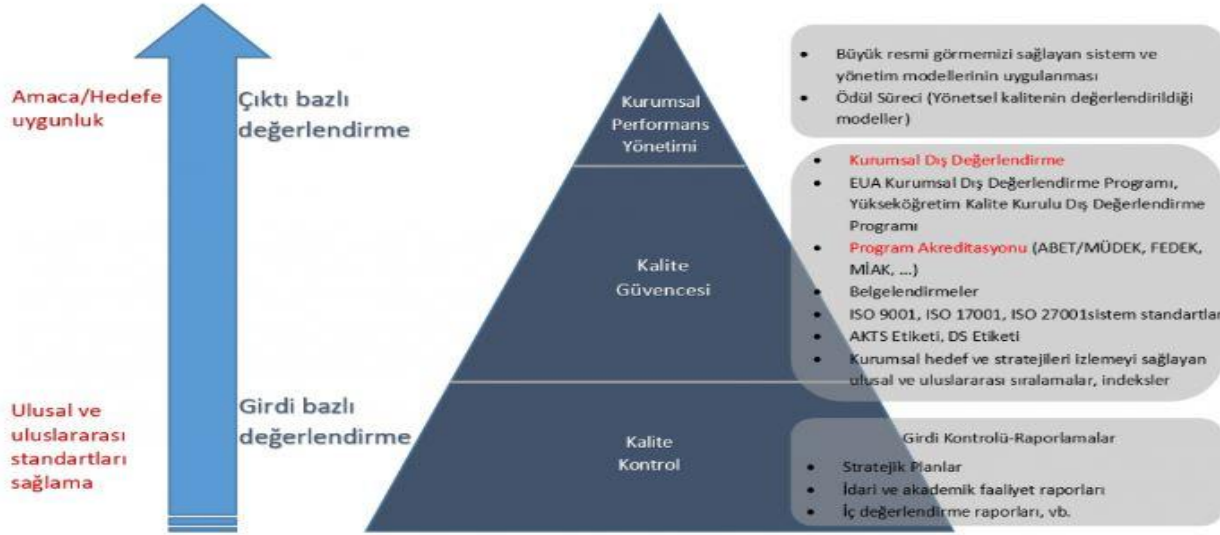 Amaca/Hedefe
uygunluk
Çıktı bazlı
değerlendirme
Ulusal ve
uluslararası
standartları
sağlama
Girdi bazlı
değerlendirme
Kurumsal
Performans
Yönetimi
Kalite
Güvencesi
Kalite
Kontrol
• Büyük resmi görmemizi sağlayan sistem ve
yönetim modellerinin uygulanması
• Ödül Süreci (Yönetsel kalitenin değerlendirildiği
modeller)
• Kurumsal Dış Değerlendirme
• EUA Kurumsal Dış Değerlendirme Programı,
Yükseköğretim Kalite Kurulu Dış Değerlendirme
Programı
• Program Akreditasyonu (ABET/MÜDEK, FEDEK,
MİAK, ...)
• Belgelendirmeler
• ISO 9001, ISO 17001, ISO 27001sistem standartlar
• AKTS Etiketi, DS Etiketi
• Kurumsal hedef ve stratejileri izlemeyi sağlayan
ulusal ve uluslararası sıralamalar, indeksler
Girdi Kontrolü-Raporlamalar
• Stratejik Planlar
• İdari ve akademik faaliyet raporları
• İç değerlendirme raporları, vb.